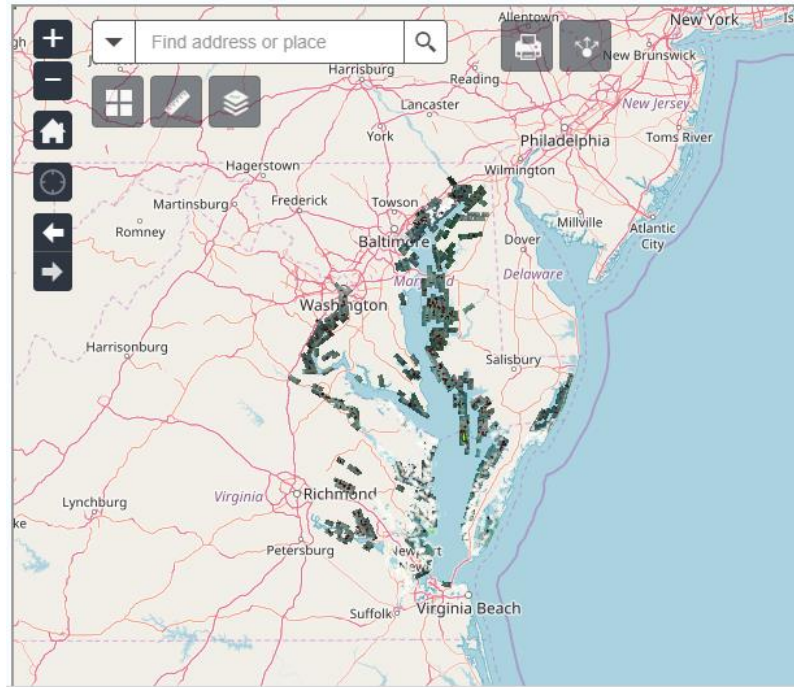 Allentown
New York
Find address or place
New Brunswick
Harrisburg
Reading
Lancaster
New Jersey
York
Philadelphia
Toms River
Hagerstown
Wilmington
Martinsburg
Frederick
Towson
Romney
Baltimore
Millville
Atlantic
City
Dover
Delaware
Washington
Harrisonburg
Salisbury
Virginia
Richmond
Lynchburg
Petersburg
Suffolk
Virginia Beach